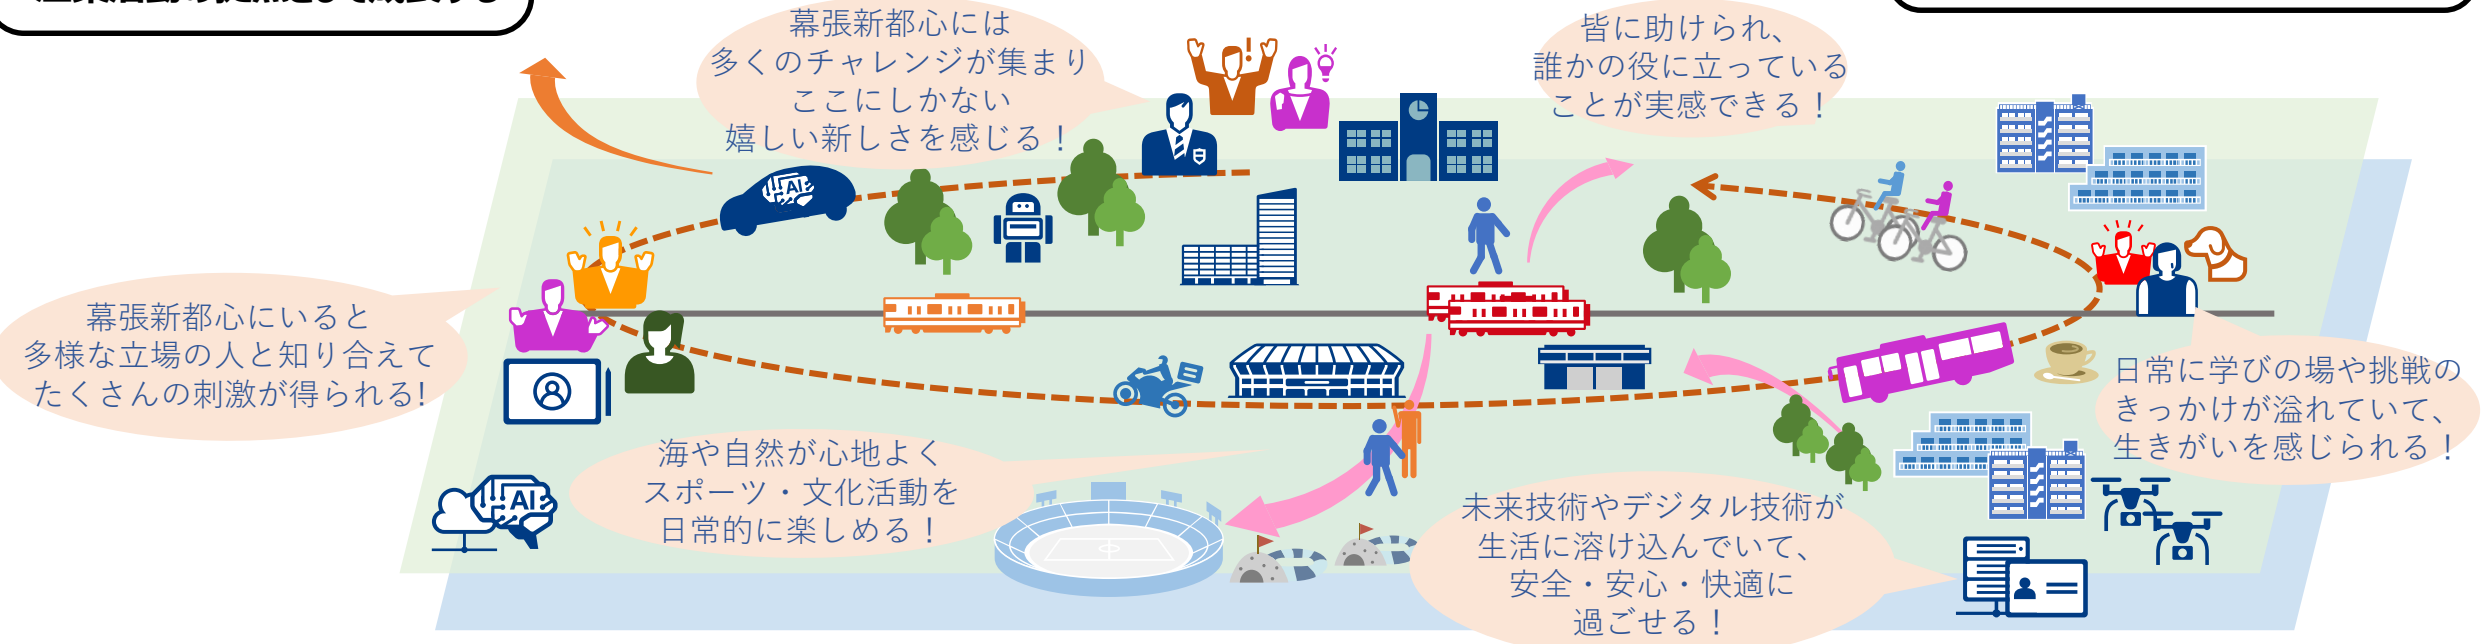 幕張新都心には
多くのチャレンジが集まり
ここにしかない
嬉しい新しさを感じる！
皆に助けられ、
誰かの役に立っている
ことが実感できる！
AI
幕張新都心にいると
多様な立場の人と知り合えて
たくさんの刺激が得られる!
日常に学びの場や挑戦の
きっかけが溢れていて、
生きがいを感じられる！
海や自然が心地よく
スポーツ・文化活動を
日常的に楽しめる！
AI
未来技術やデジタル技術が
生活に溶け込んでいて、
安全・安心・快適に
過ごせる！